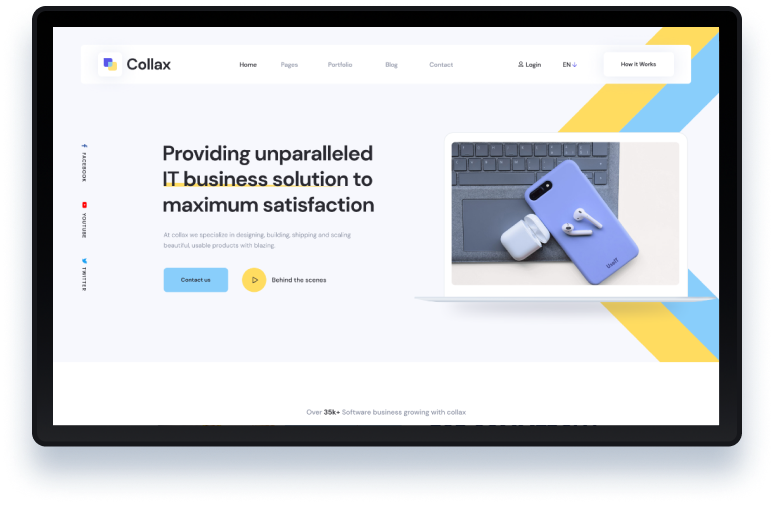 Collax
Home
Pages
Portfolio
Blog
Contact
Login
EN
How it Works
FACEBOOK
YOUTUBE
TWITTER
Providing unparalleled
IT business solution to
maximum satisfaction
At collax we specialize in designing, building, shipping and scaling
beautiful, usable products with blazing.
Contact us
Behind the scenes
Over 35k+ Software business growing with collax